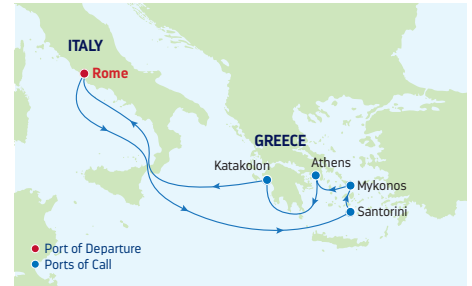 ITALY
Rome
GREECE
Katakolon
Athens
Mykonos
Santorini
Port of Departure
Ports of Call